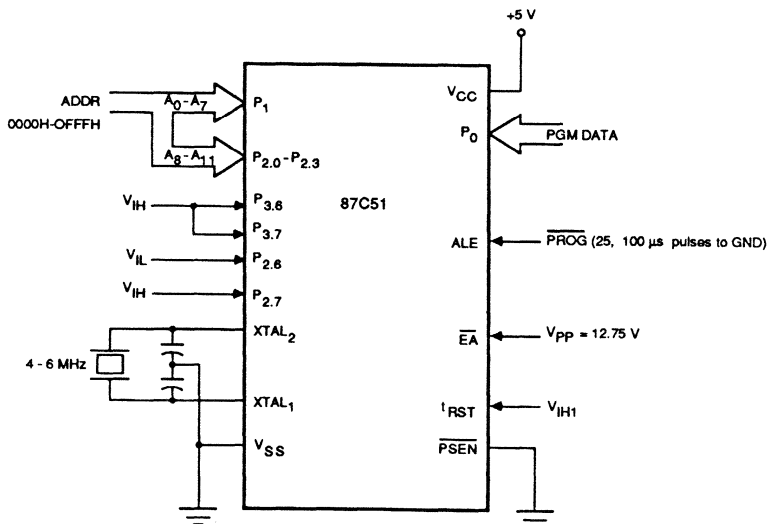 +5 V
ADDR
0000H-OFFFH
A0-A7
A8-A11
P1
P2.0-P2.3
VIH
P3.6
P3.7
VIL
P2.6
VIH
P2.7
XTAL2
4 - 6 MHz
XTAL1
VSS
87C51
VCC
P0
PGM DATA
ALE
PROG (25, 100 µs pulses to GND)
EA
VPP = 12.75 V
tRST
VIH1
PSEN